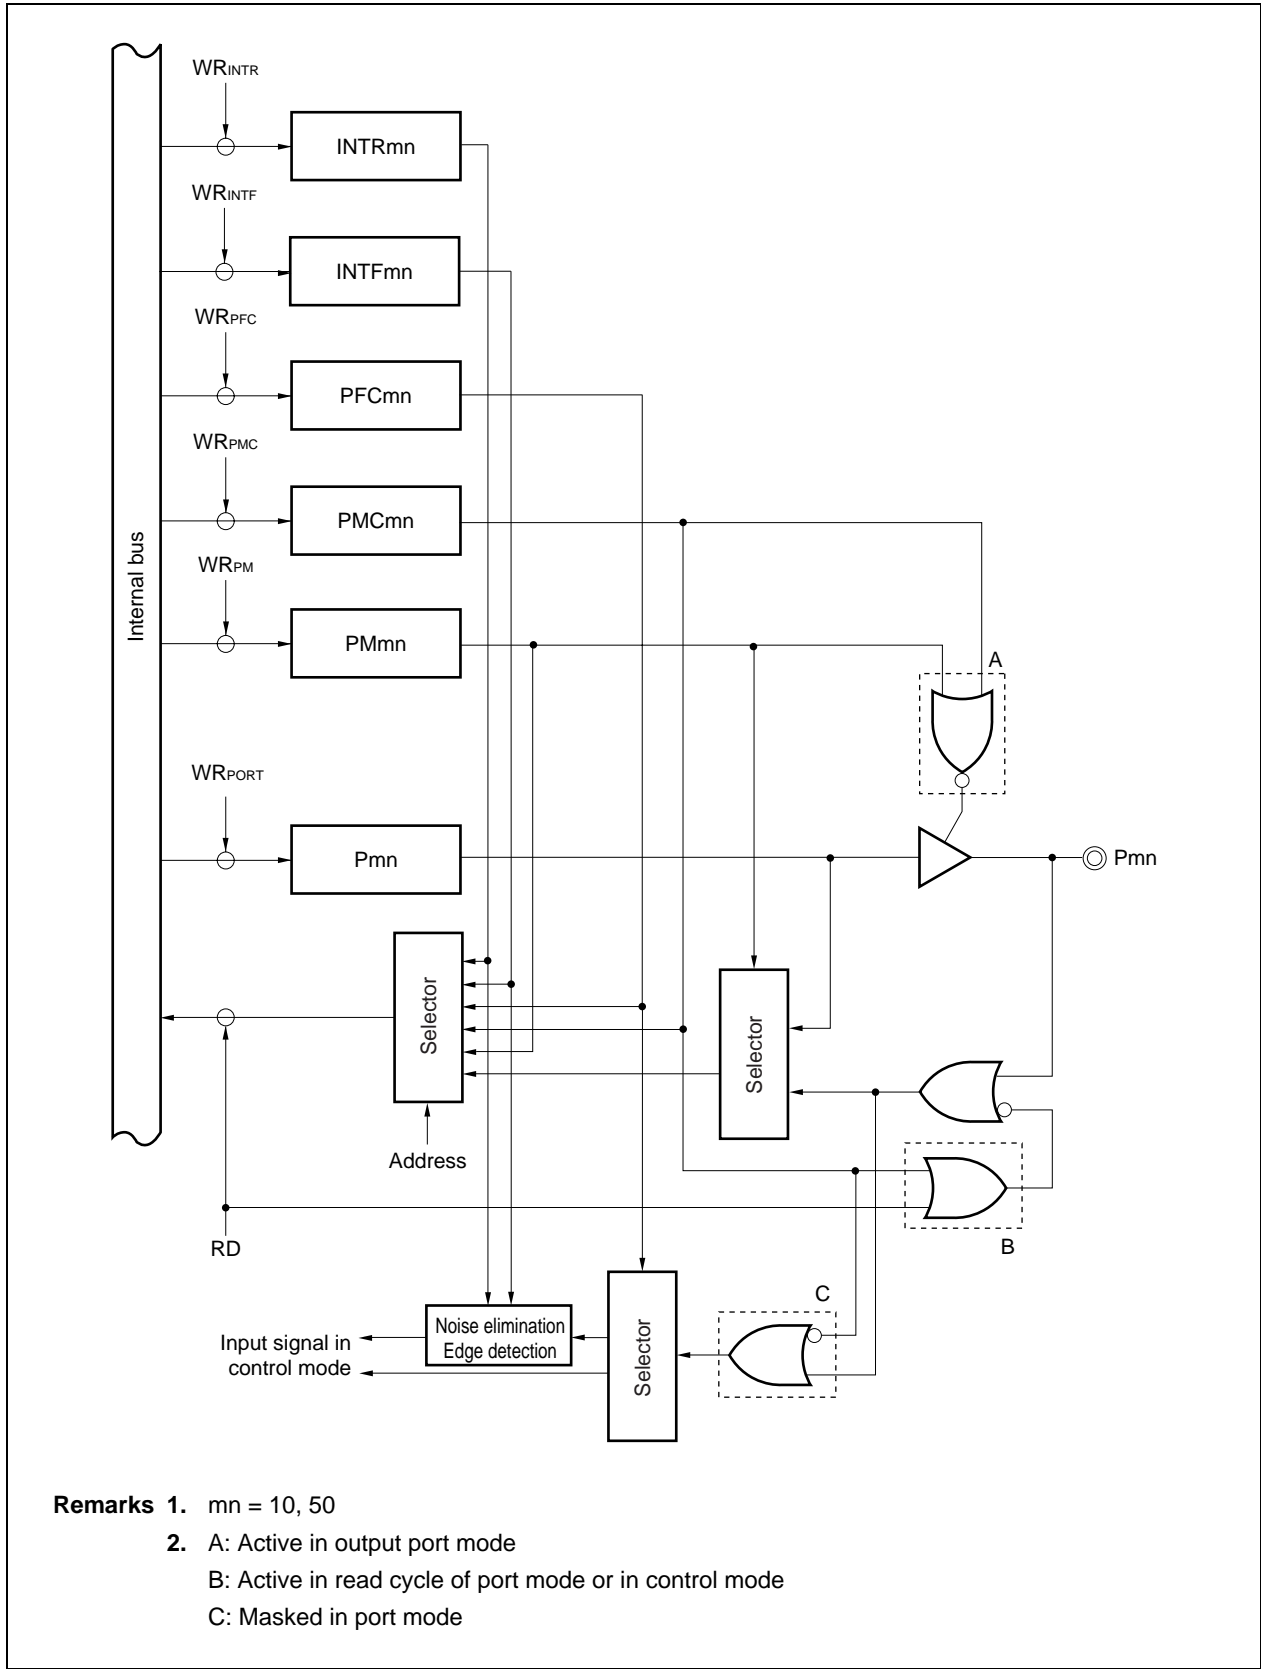 WRINTR
INTRmn
WRINTF
INTFmn
WRPFC
PFCmn
WRPMC
PMCmn
Internal bus
WRPM
PMmn
A
WRPORT
Pmn
Pmn
Selector
Selector
Address
RD
B
C
Noise elimination
Edge detection
Selector
Input signal in
control mode
Remarks 1. mn = 10, 50
2. A: Active in output port mode
B: Active in read cycle of port mode or in control mode
C: Masked in port mode